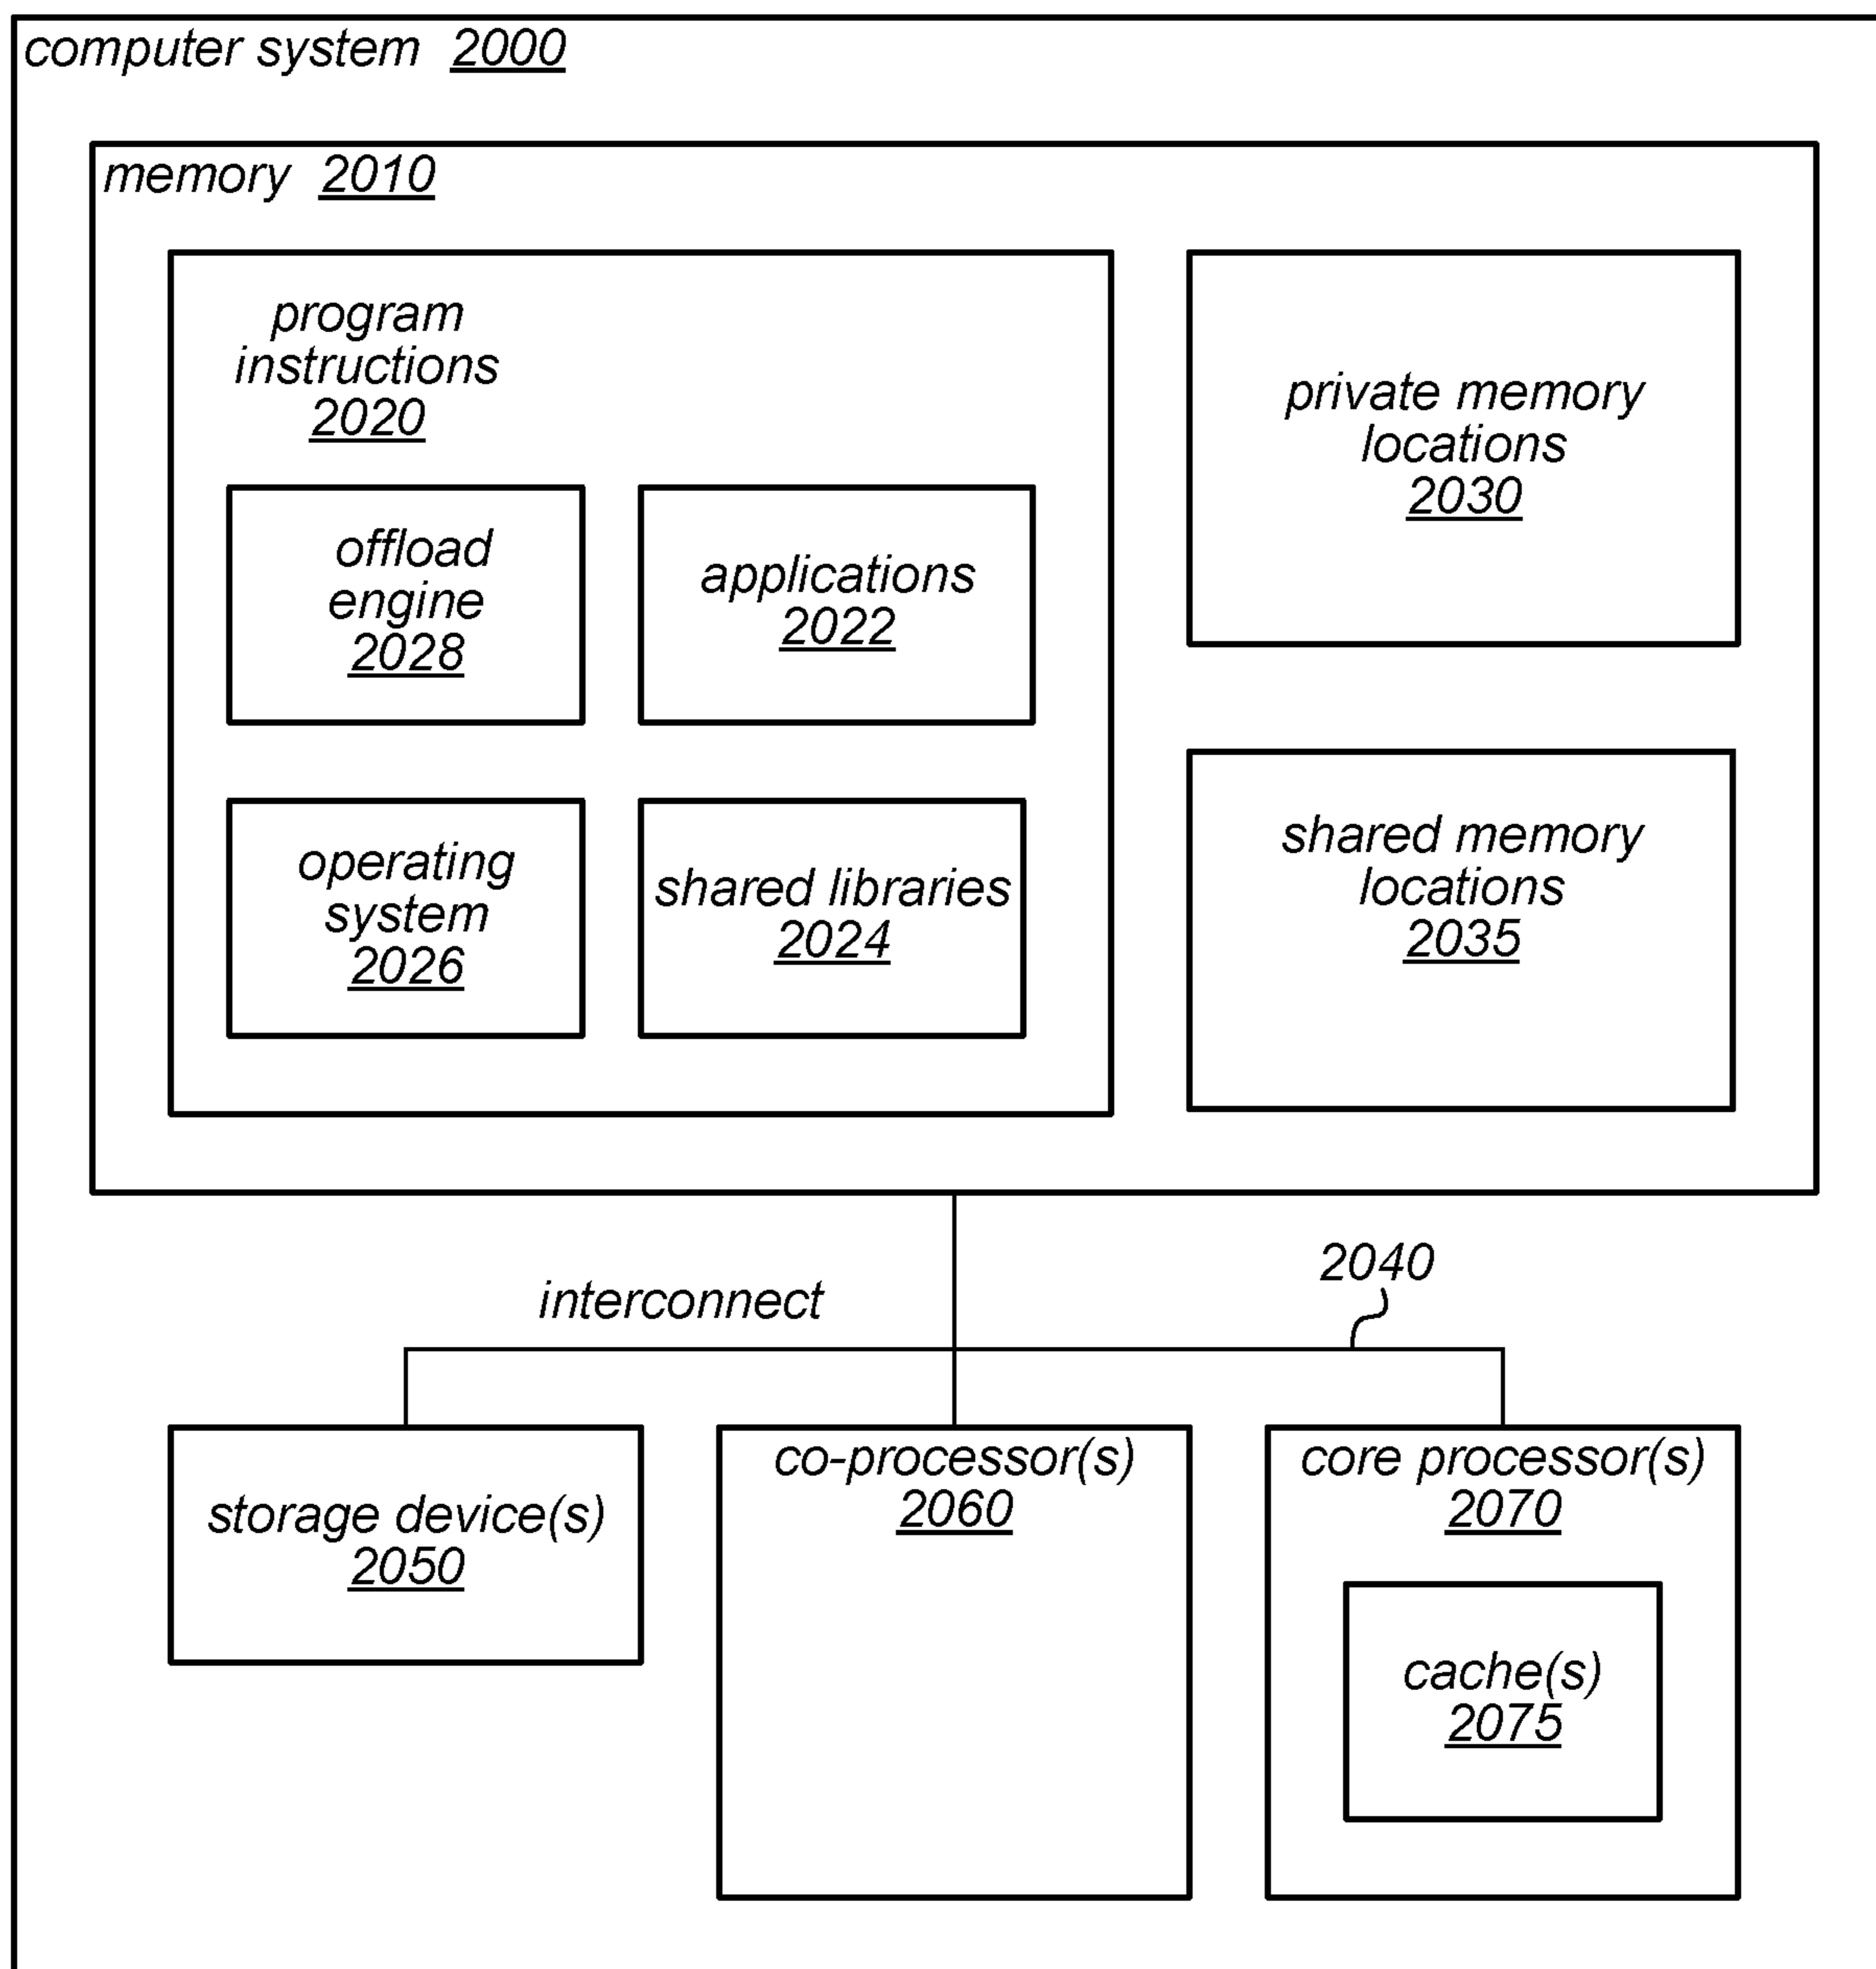 computer system 2000
memory 2010
program
instructions
2020
offload
engine
2028
applications
2022
operating
system
2026
shared libraries
2024
private memory
locations
2030
shared memory
locations
2035
interconnect
2040
storage device(s)
2050
co-processor(s)
2060
core processor(s)
2070
cache(s)
2075